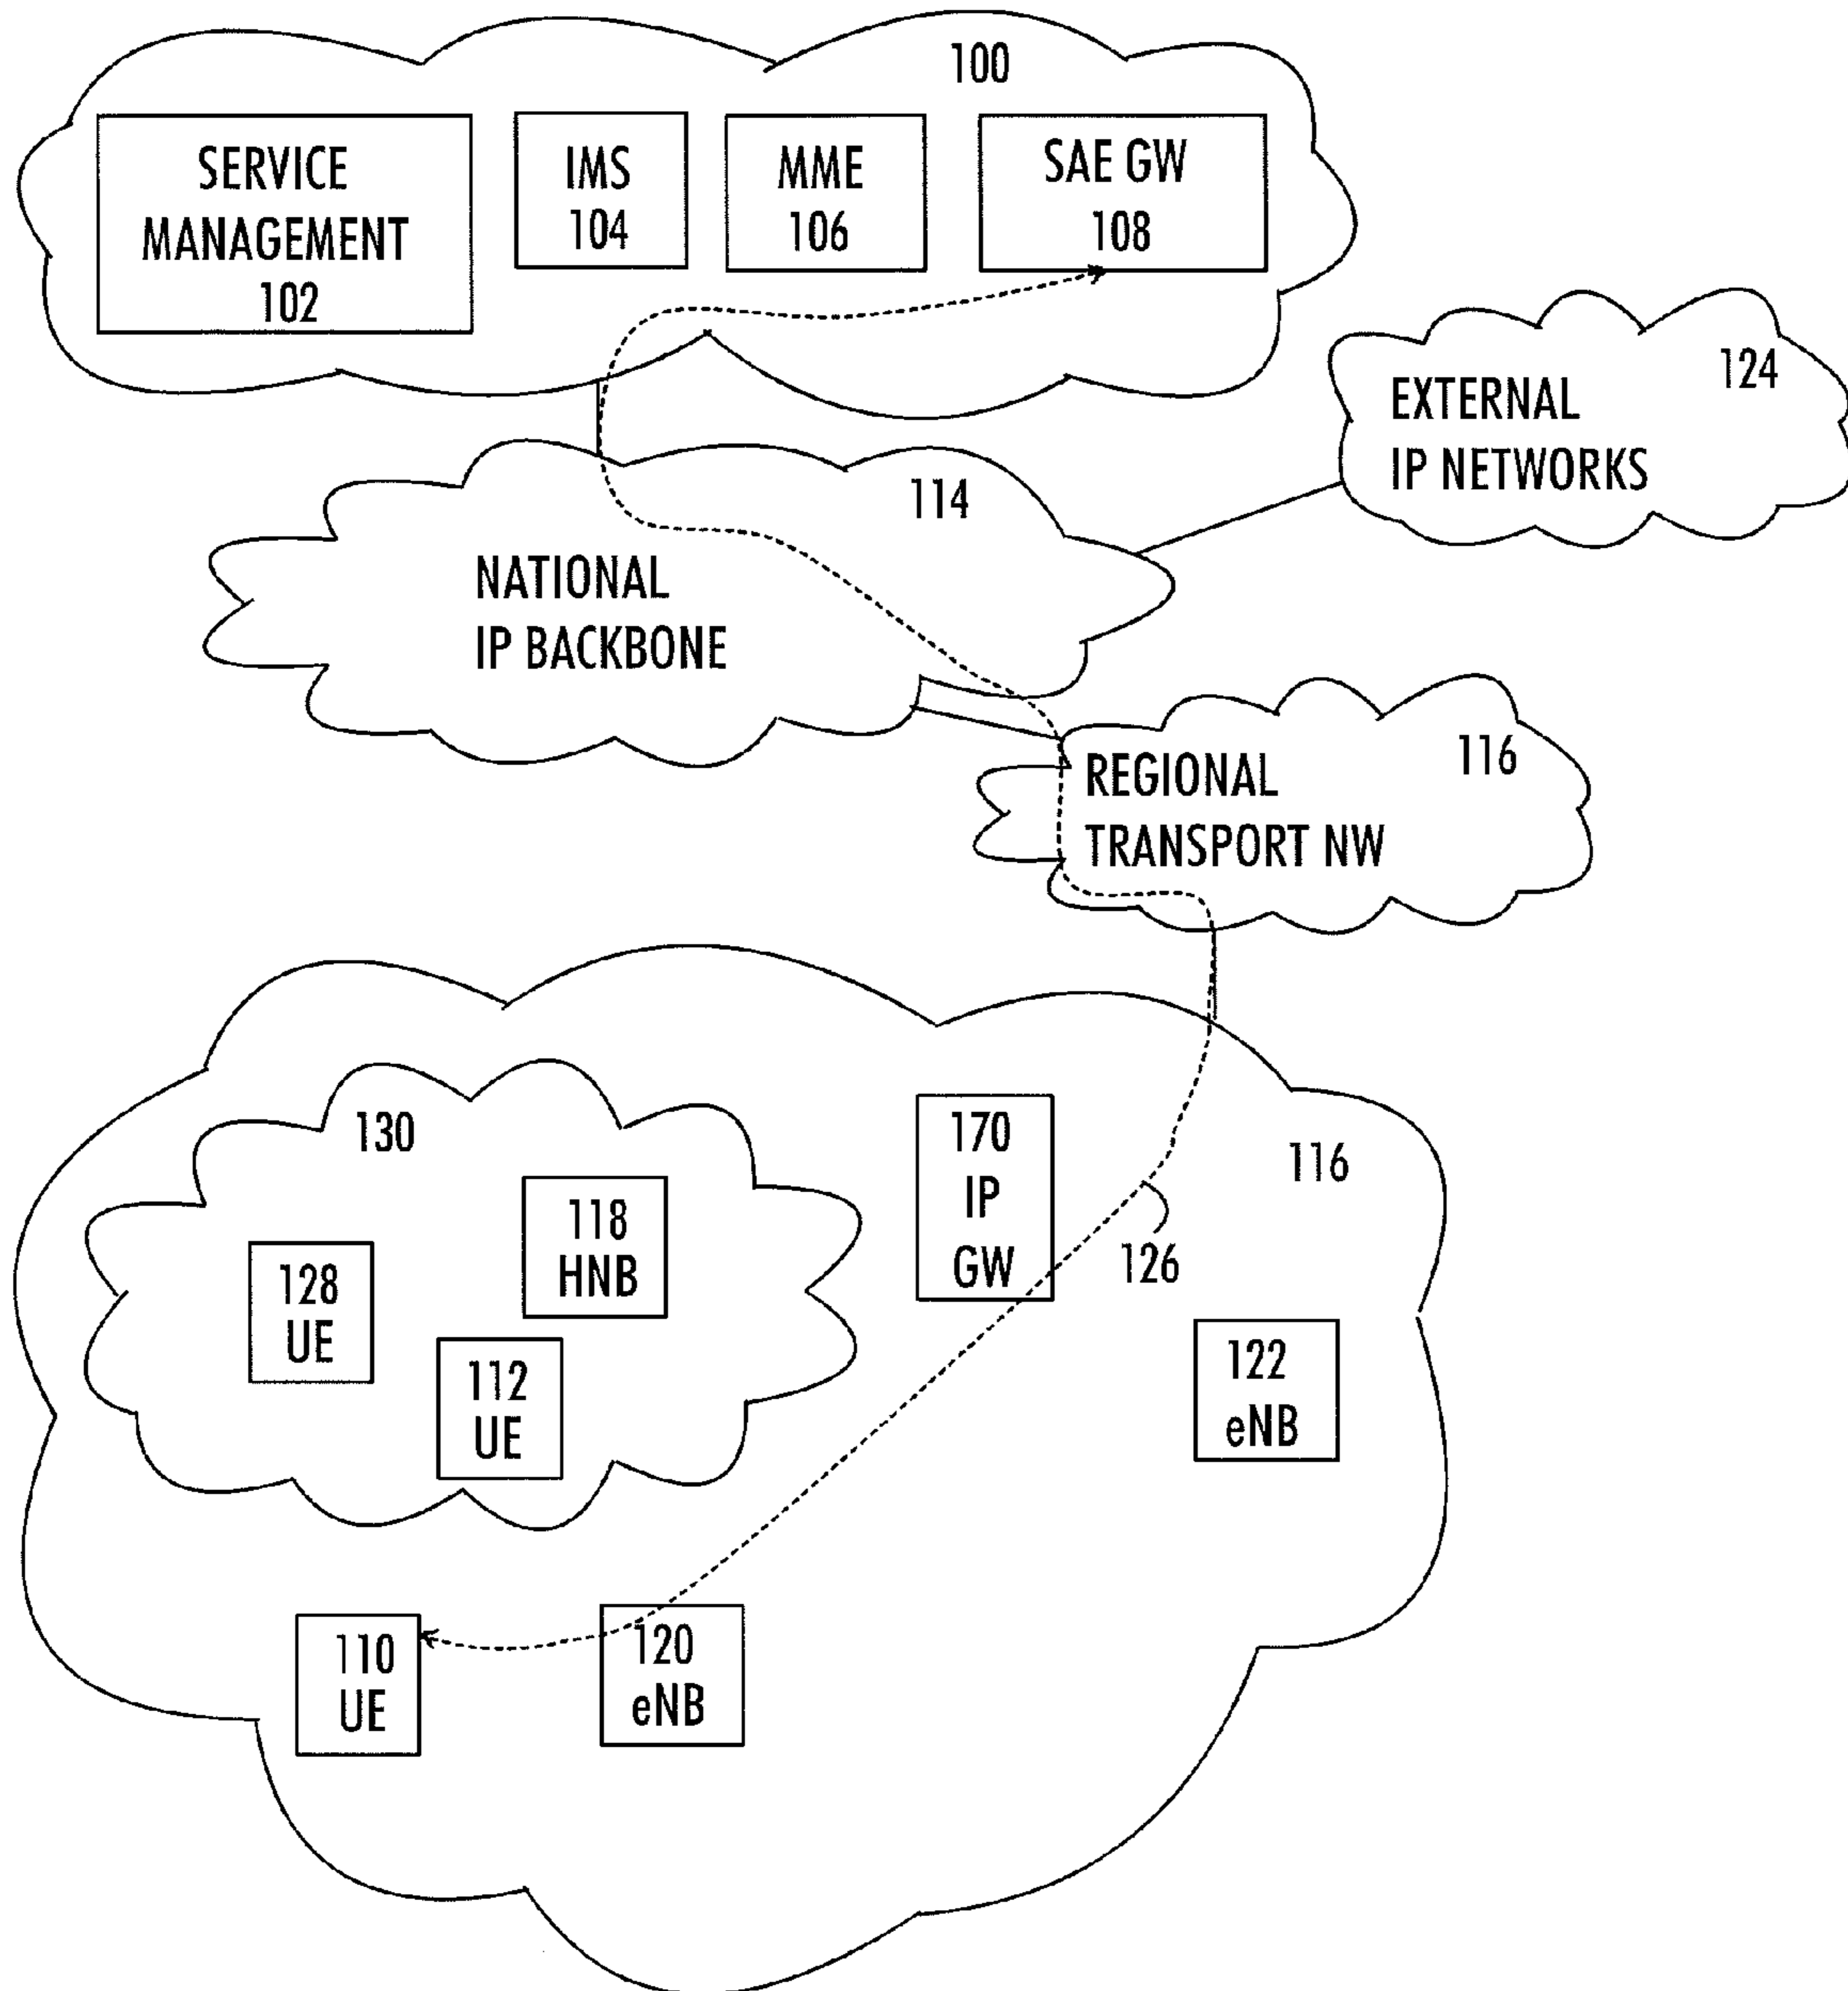 100
SERVICE
MANAGEMENT
102
IMS
104
MME
106
SAE GW
108
124
EXTERNAL
IP NETWORKS
114
NATIONAL
IP BACKBONE
116
REGIONAL
TRANSPORT NW
130
170
IP
GW
116
118
HNB
126
128
UE
112
UE
122
eNB
110
UE
120
eNB